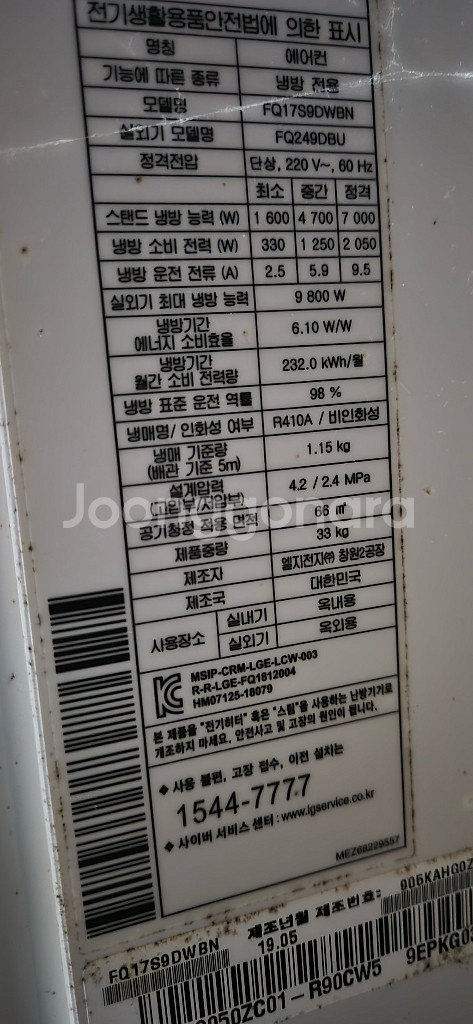 전기생활용품안전법에 의한 표시
명칭 에어컨
기능에 따른 종류 냉방 전용
모델명 FQ17S9DWBN
실외기 모델명 FQ249DBU
정격전압 단상, 220 V~, 60 Hz
최소 중간 정격
스탠드 냉방 능력 (W) 1 600 4 700 7 000
냉방 소비 전력 (W) 330 1 250 2 050
냉방 운전 전류 (A) 2.5 5.9 9.5
실외기 최대 냉방 능력 9 800 W
냉방기간
에너지 소비효율 6.10 W/W
냉방기간
월간 소비 전력량 232.0 kWh/월
냉방 표준 운전 역률 98 %
냉매명/ 인화성 여부 R410A / 비인화성
냉매 기준량
(배관 기준 5m) 1.15 kg
설계압력
(고압부/저압부) 4.2 / 2.4 MPa
공기청정 적용 면적 66 ㎡
제품중량 33 kg
제조자 엘지전자㈜ 창원2공장
제조국 대한민국
사용장소 실내기 옥내용
실외기 옥외용
MSIP-CRM-LGE-LCW-003
R-R-LGE-FQ1812004
HM07125-18079
본 제품을 "전기히터" 혹은 "스팀"을 사용하는 난방기기로
개조하지 마세요. 안전사고 및 고장의 원인이 됩니다.
◆ 사용 불편, 고장 접수, 이전 설치는
1544-7777
◆ 사이버 서비스 센터 : www.lgservice.co.kr
MEZ68229557
FQ17S9DWBN 제조년월 제조번호:
19.05 905KAHG0
R90CW5 9EPKG0
Joonggonara